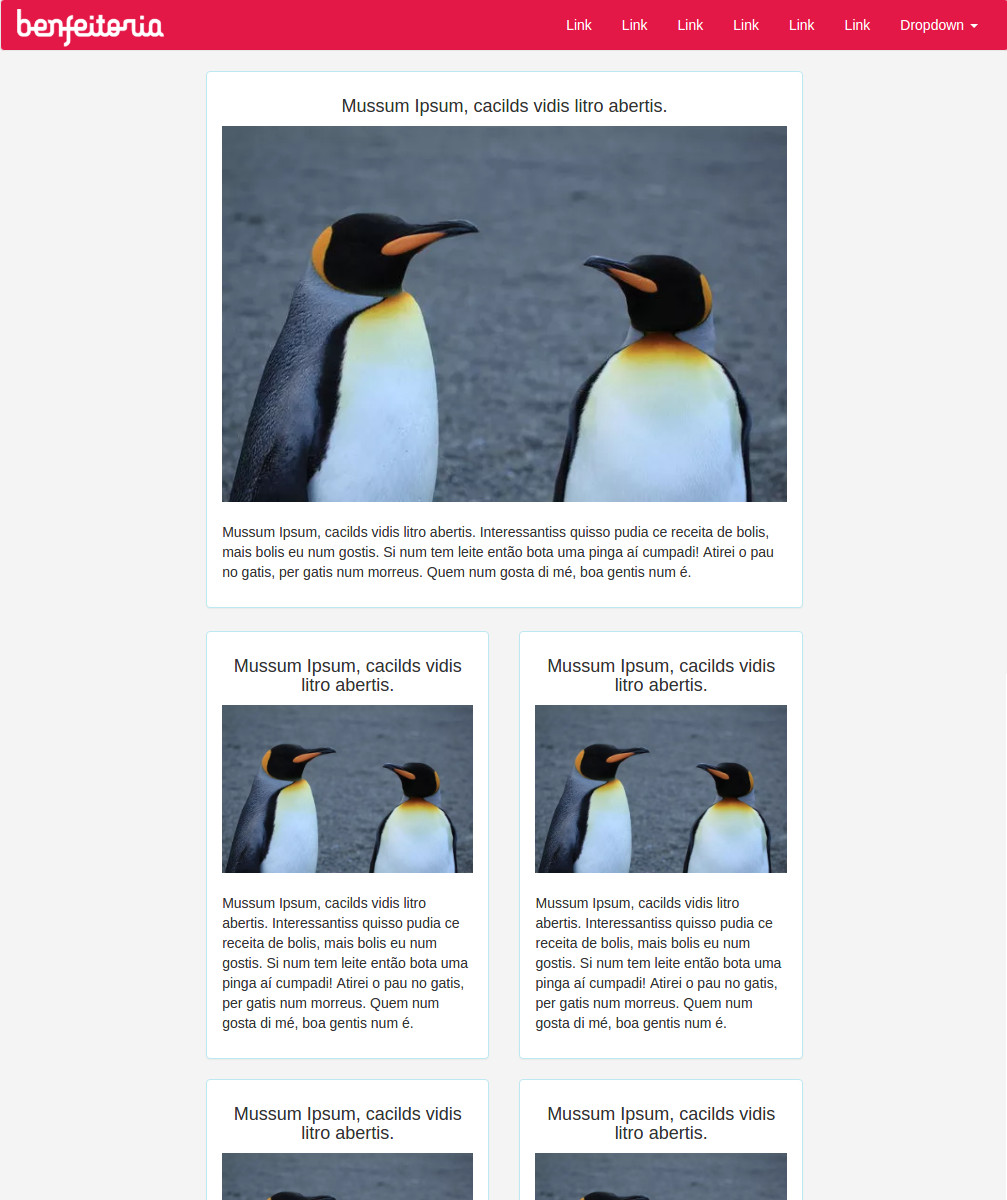 benfeitoria
Link Link Link Link Link Link Dropdown
Mussum Ipsum, cacilds vidis litro abertis.
Mussum Ipsum, cacilds vidis litro abertis. Interessantiss quisso pudia ce receita de bolis,
mais bolis eu num gostis. Si num tem leite então bota uma pinga aí cumpadi! Atirei o pau
no gatis, per gatis num morreus. Quem num gosta di mé, boa gentis num é.
Mussum Ipsum, cacilds vidis
litro abertis.
Mussum Ipsum, cacilds vidis litro
abertis. Interessantiss quisso pudia ce
receita de bolis, mais bolis eu num
gostis. Si num tem leite então bota uma
pinga aí cumpadi! Atirei o pau no gatis,
per gatis num morreus. Quem num
gosta di mé, boa gentis num é.
Mussum Ipsum, cacilds vidis
litro abertis.
Mussum Ipsum, cacilds vidis litro
abertis. Interessantiss quisso pudia ce
receita de bolis, mais bolis eu num
gostis. Si num tem leite então bota uma
pinga aí cumpadi! Atirei o pau no gatis,
per gatis num morreus. Quem num
gosta di mé, boa gentis num é.
Mussum Ipsum, cacilds vidis
litro abertis.
Mussum Ipsum, cacilds vidis
litro abertis.